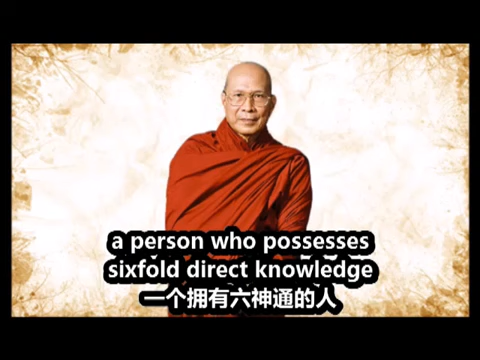 a person who possesses
sixfold direct knowledge
一个拥有六神通的人